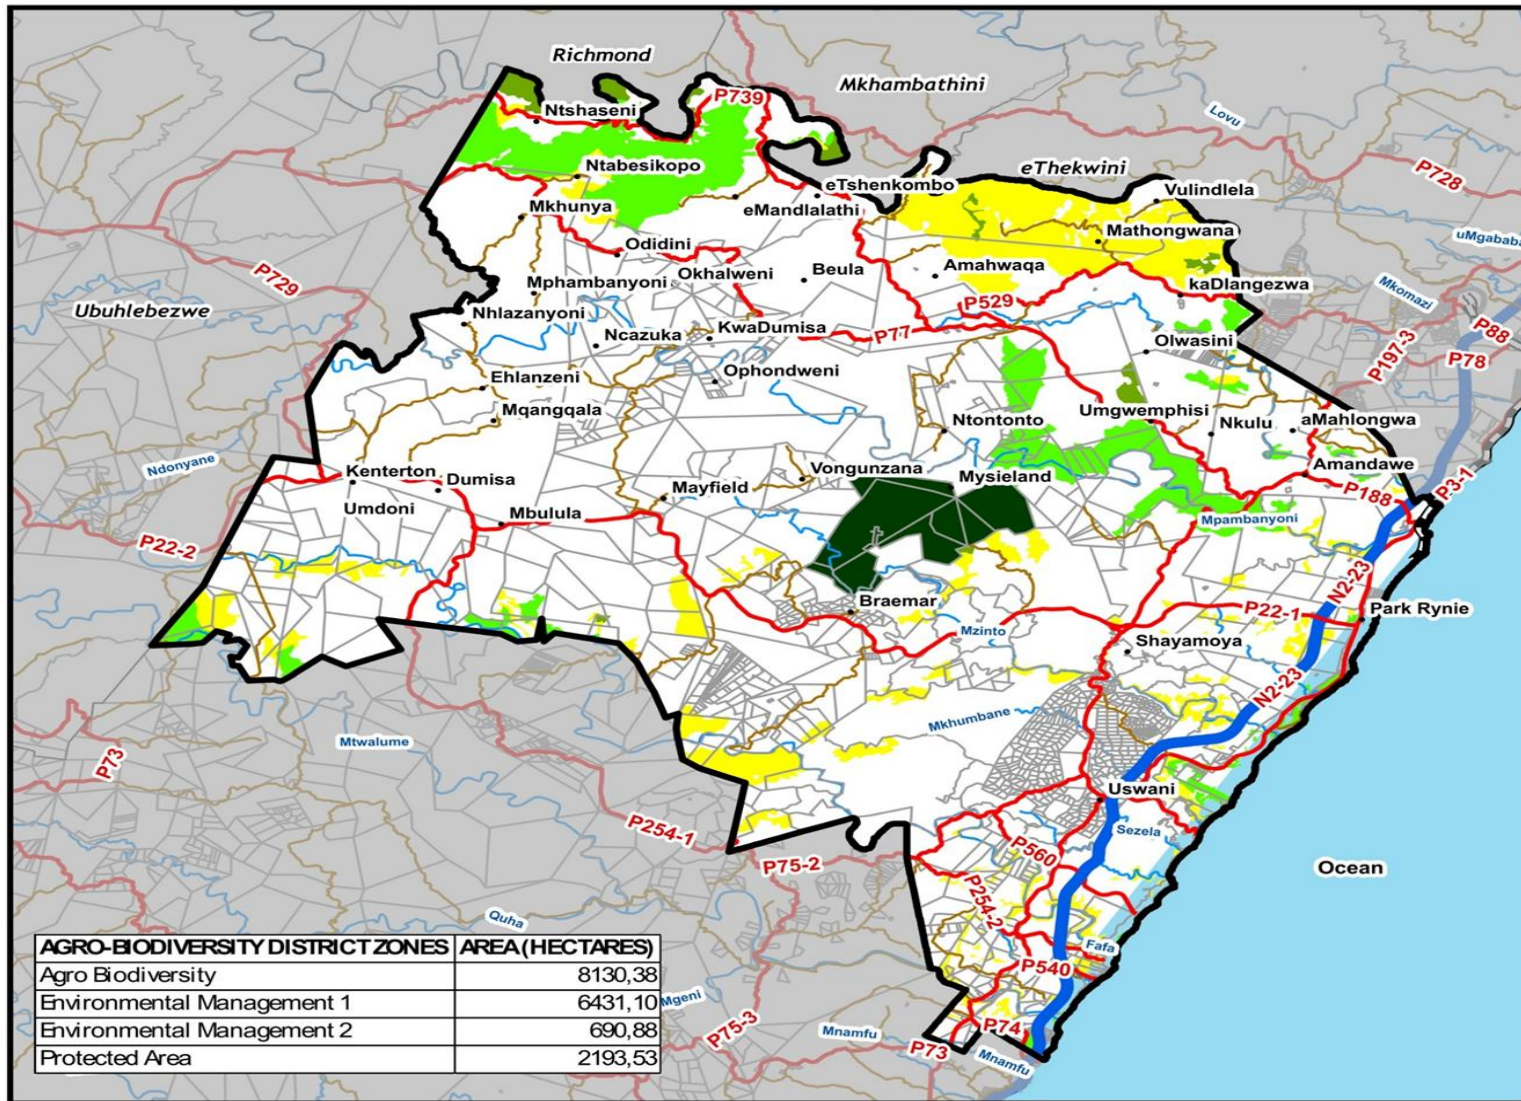 Richmond
Mkhambathini
P739
Ntshaseni
Lovu
eThekwini
P728
Ntabesikopo
eTshenkombo
Vulindlela
Mkhunya
eMandlalathi
Mathongwana
uMgababa
Odidini
P729
Okhalweni
Beula
Amahwaqa
Mphambanyoni
kaDlangezwa
Mkomazi
Ubuhlebezwe
Nhlazanyoni
P529
KwaDumisa
P77
P88
Ncazuka
Olwasini
P197-3
P78
Ehlanzeni
Ophondweni
Mqangqala
Ntontonto
Umgwemphisi
Nkulu
aMahlongwa
Ndonyane
Kenterton
Dumisa
Vongunzana
Mysieland
Amandawe
Mayfield
P188
P3-1
Umdoni
Mbulula
Mpambanyoni
P22-2
N2-23
Braemar
P22-1
Park Rynie
Mzinto
Shayamoya
N2-23
Mkhumbane
Mtwalume
P73
Uswani
P254-1
Sezela
P560
P75-2
Ocean
P254-2
Quha
Fafa
P540
AGRO-BIODIVERSITY DISTRICT ZONES AREA (HECTARES)
Agro Biodiversity 8130,38
Environmental Management 1 6431,10
Environmental Management 2 690,88
Protected Area 2193,53
Mgeni
P75-3
Mnamfu
P73
P74
Mnamfu